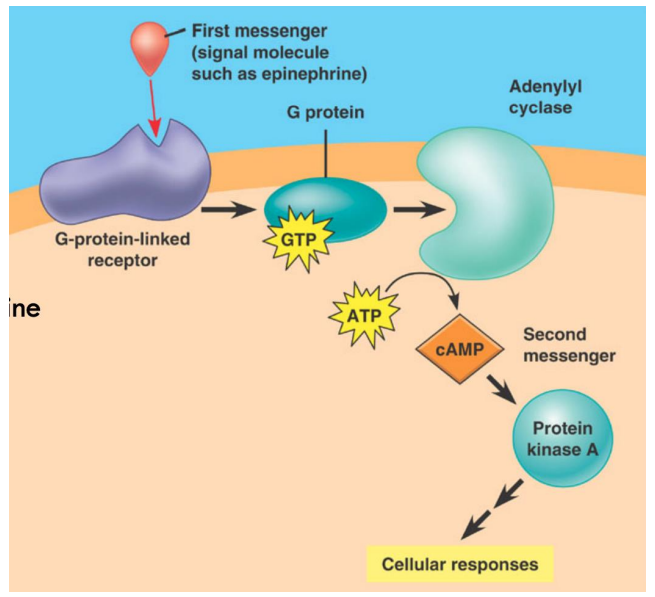 First messenger
(signal molecule
such as epinephrine)
G protein
Adenylyl
cyclase
G-protein-linked
receptor
GTP
ine
ATP
cAMP
Second
messenger
Protein
kinase A
Cellular responses